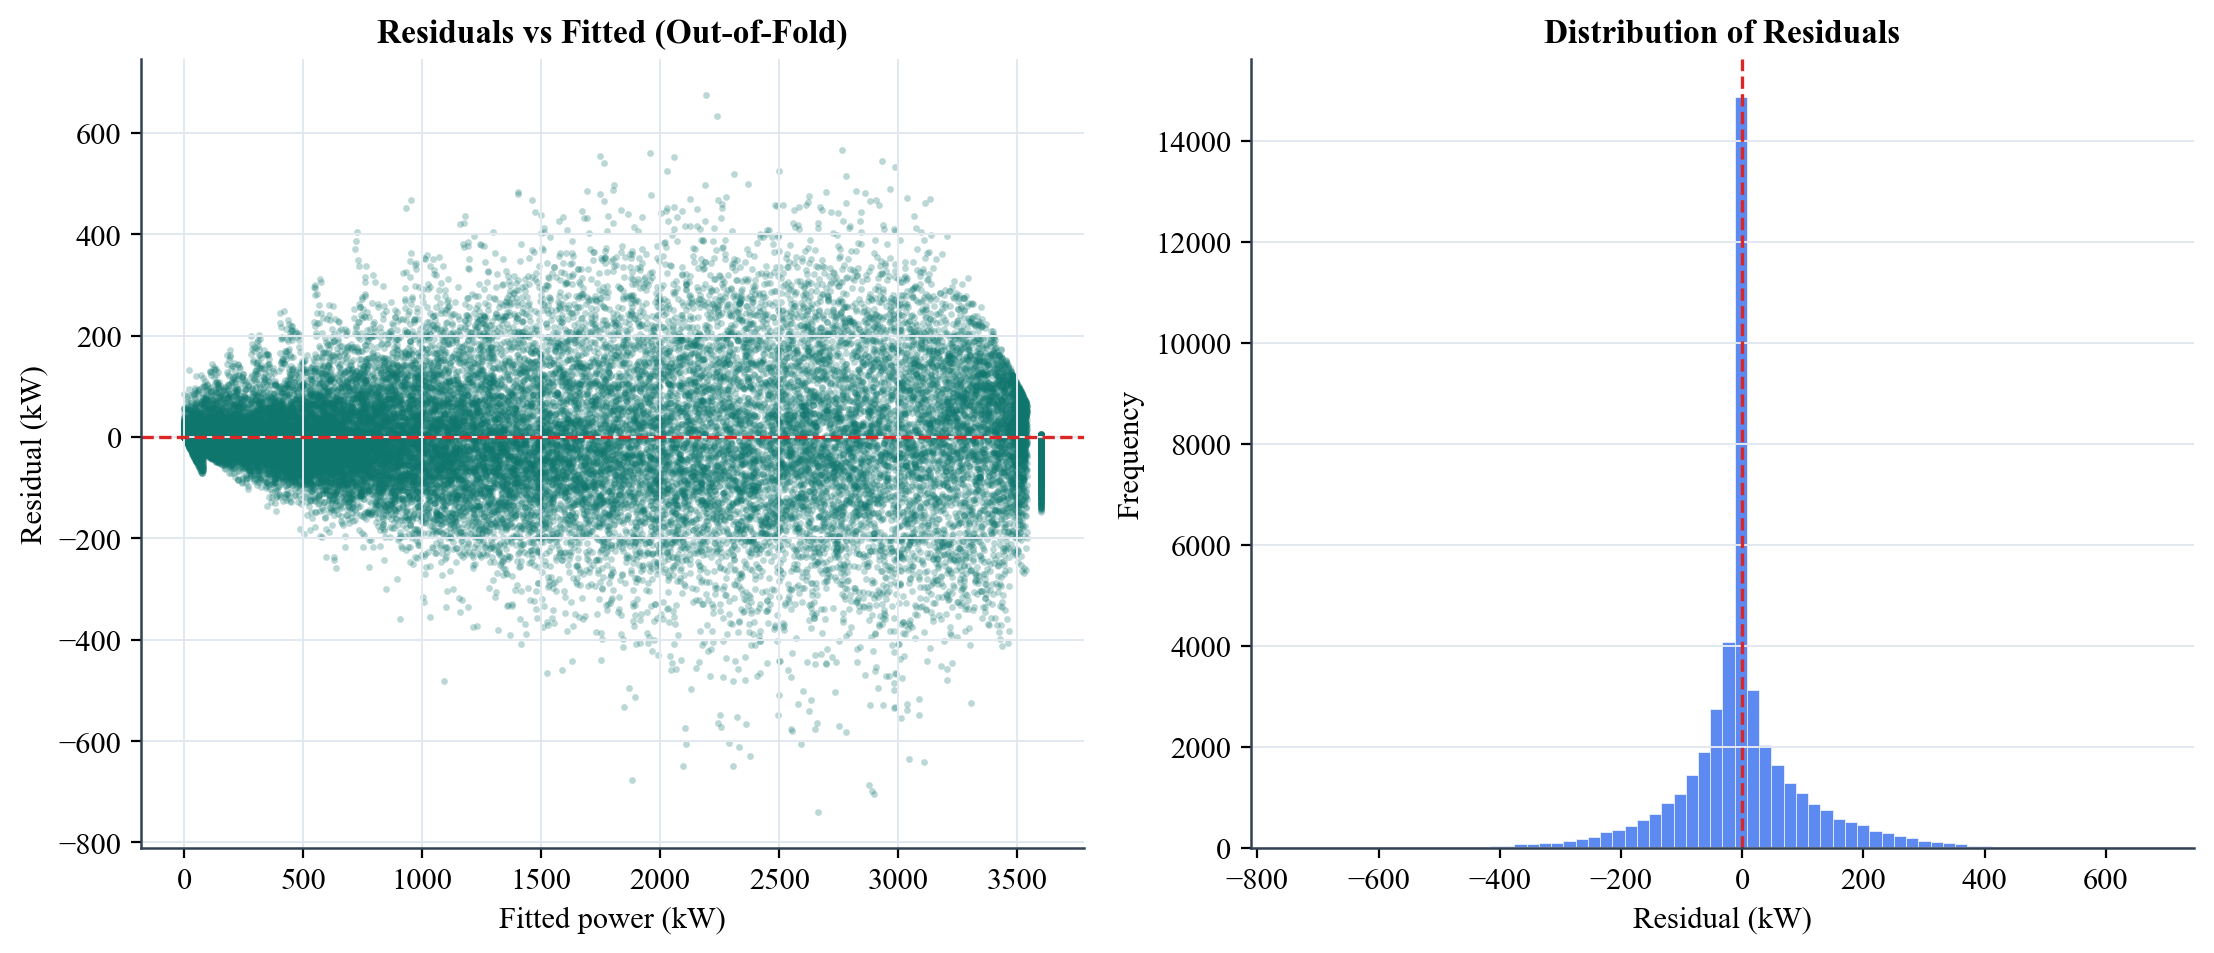 Residuals vs Fitted (Out-of-Fold)
Residual (kW)
600
400
200
0
−200
−400
−600
−800
0 500 1000 1500 2000 2500 3000 3500
Fitted power (kW)
Distribution of Residuals
Frequency
14000
12000
10000
8000
6000
4000
2000
0
−800 −600 −400 −200 0 200 400 600
Residual (kW)